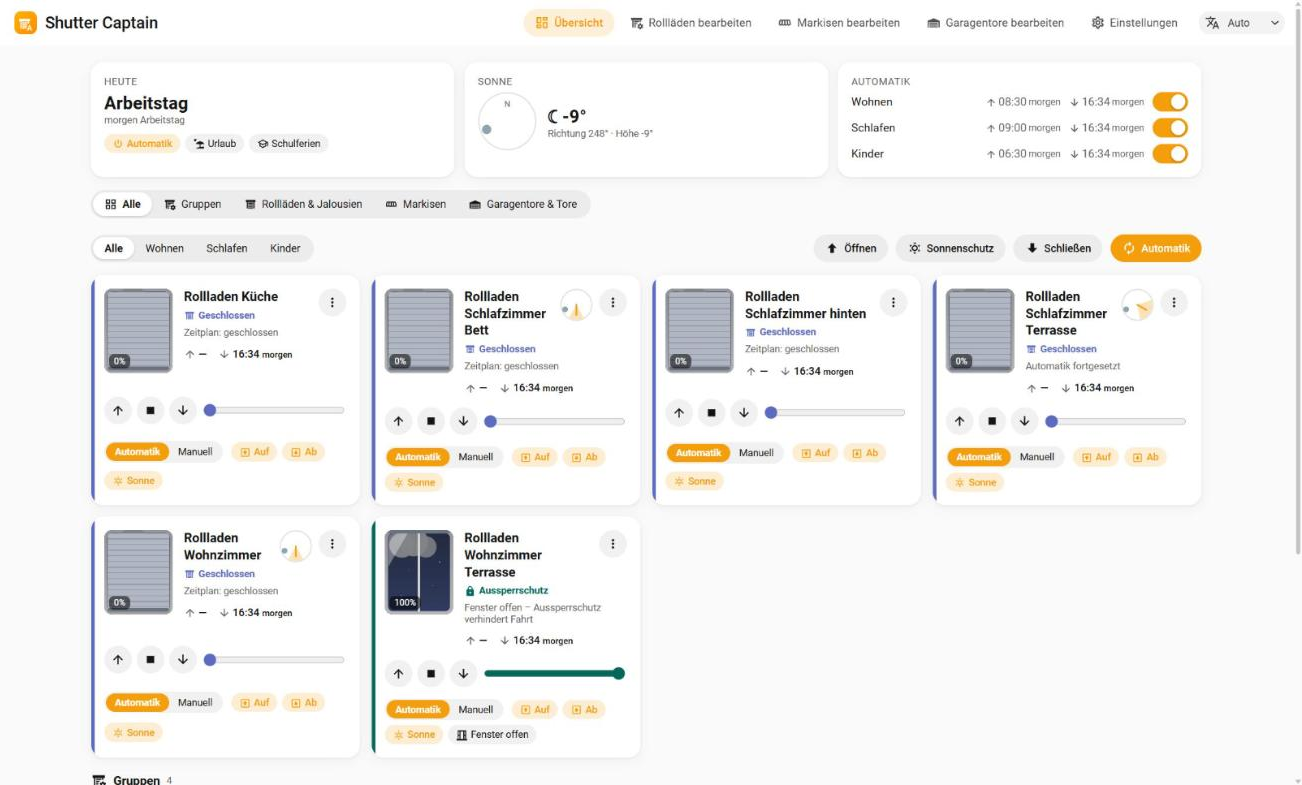 Shutter Captain
Übersicht
Rollläden bearbeiten
Markisen bearbeiten
Garagentore bearbeiten
Einstellungen
Auto
HEUTE
Arbeitstag
morgen Arbeitstag
Automatik
Urlaub
Schulferien
SONNE
N
-9°
Richtung 248° · Höhe -9°
AUTOMATIK
Wohnen ↑ 08:30 morgen ↓ 16:34 morgen
Schlafen ↑ 09:00 morgen ↓ 16:34 morgen
Kinder ↑ 06:30 morgen ↓ 16:34 morgen
Alle
Gruppen
Rollläden & Jalousien
Markisen
Garagentore & Tore
Alle
Wohnen
Schlafen
Kinder
Öffnen
Sonnenschutz
Schließen
Automatik
Rollladen Küche
Geschlossen
Zeitplan: geschlossen
↑ – ↓ 16:34 morgen
0%
Automatik
Manuell
Auf
Ab
Sonne
Rollladen
Schlafzimmer
Bett
Geschlossen
Zeitplan: geschlossen
↑ – ↓ 16:34 morgen
0%
Automatik
Manuell
Auf
Ab
Sonne
Rollladen
Schlafzimmer hinten
Geschlossen
Zeitplan: geschlossen
↑ – ↓ 16:34 morgen
0%
Automatik
Manuell
Auf
Ab
Sonne
Rollladen
Schlafzimmer
Terrasse
Geschlossen
Automatik fortgesetzt
↑ – ↓ 16:34 morgen
0%
Automatik
Manuell
Auf
Ab
Sonne
Rollladen
Wohnzimmer
Geschlossen
Zeitplan: geschlossen
↑ – ↓ 16:34 morgen
0%
Automatik
Manuell
Auf
Ab
Sonne
Rollladen
Wohnzimmer
Terrasse
Aussperrschutz
Fenster offen – Aussperrschutz
verhindert Fahrt
↑ – ↓ 16:34 morgen
100%
Automatik
Manuell
Auf
Ab
Sonne
Fenster offen
Gruppen 4